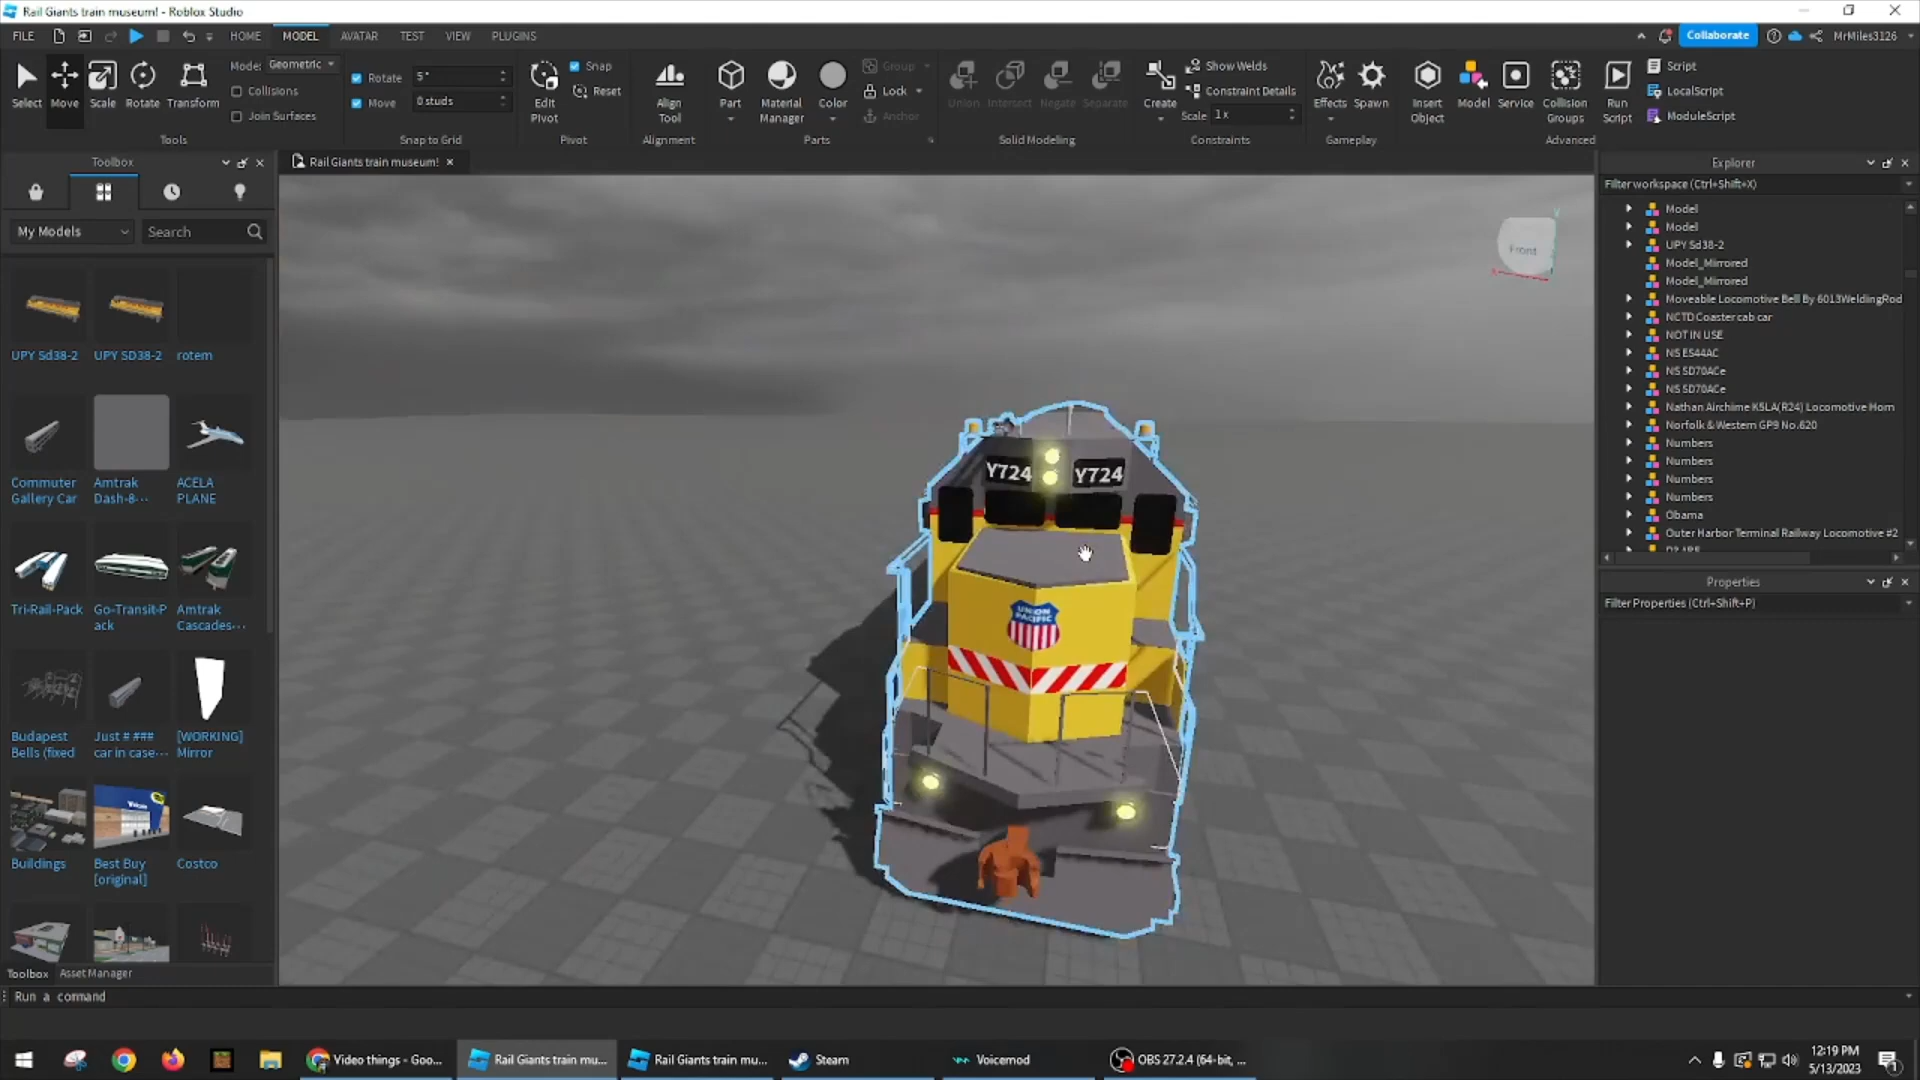 Rail Giants train museum! - Roblox Studio
FILE HOME MODEL AVATAR TEST VIEW PLUGINS Collaborate MrMiles3126
Select Move Scale Rotate Transform
Mode: Geometric
Collisions
Join Surfaces
Tools
Rotate 5°
Move 0 studs
Snap to Grid
Edit Pivot
Snap
Reset
Pivot
Align Tool
Alignment
Part
Material Manager
Color
Group
Lock
Anchor
Parts
Union Intersect Negate Separate
Solid Modeling
Create
Show Welds
Constraint Details
Scale 1x
Constraints
Effects Spawn
Gameplay
Insert Object
Model
Service
Collision Groups
Run Script
Script
LocalScript
ModuleScript
Advanced
Toolbox
Rail Giants train museum!
My Models Search
UPY Sd38-2 UPY SD38-2 rotem
Commuter Gallery Car
Amtrak Dash-8-···
ACELA PLANE
Tri-Rail-Pack
Go-Transit-Pack
Amtrak Cascades-··
Budapest Bells (fixed
Just # ### car in case···
[WORKING] Mirror
Buildings
Best Buy [original]
Costco
Toolbox Asset Manager
Run a command
Front
Y724 Y724
UNION PACIFIC
Explorer
Filter workspace (Ctrl+Shift+X)
Model
Model
UPY Sd38-2
Model_Mirrored
Model_Mirrored
Moveable Locomotive Bell By 6013WeldingRod
NCTD Coaster cab car
NOT IN USE
NS ES44AC
NS SD70ACe
NS SD70ACe
Nathan Airchime K5LA(R24) Locomotive Horn
Norfolk & Western GP9 No.620
Numbers
Numbers
Numbers
Numbers
Obama
Outer Harbor Terminal Railway Locomotive #2
Properties
Filter Properties (Ctrl+Shift+P)
Video things - Goo...
Rail Giants train mu...
Rail Giants train mu...
Steam
Voicemod
OBS 27.2.4 (64-bit, ...
12:19 PM
5/13/2023